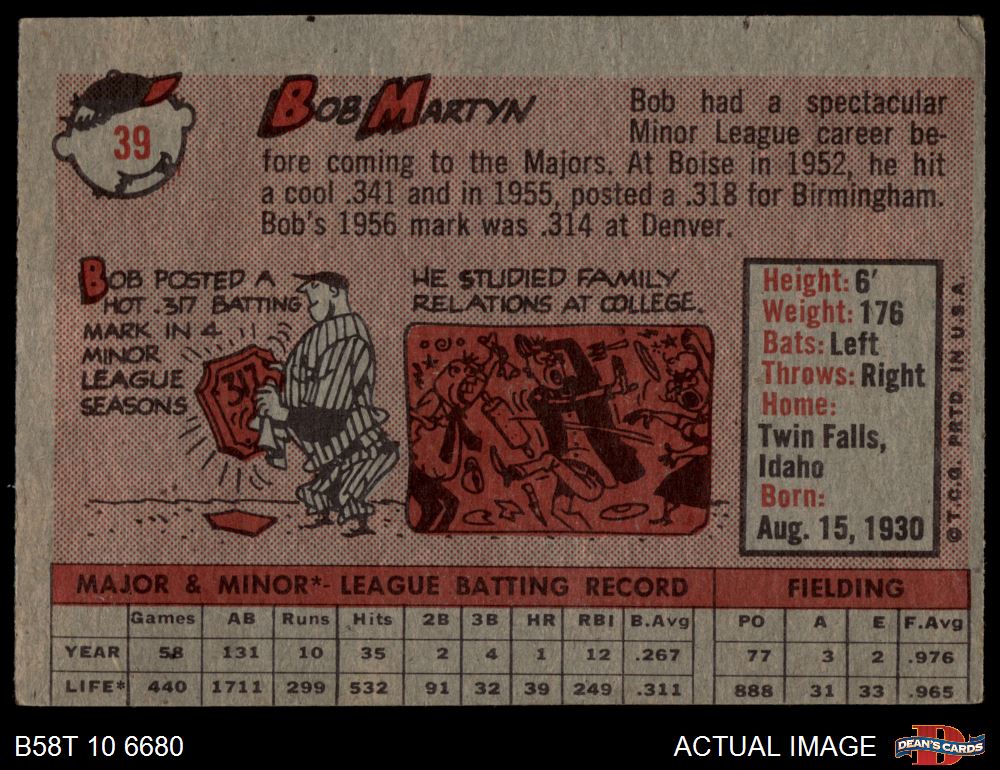 39
BOB MARTYN
Bob had a spectacular
Minor League career be-
fore coming to the Majors. At Boise in 1952, he hit
a cool .341 and in 1955, posted a .318 for Birmingham.
Bob's 1956 mark was .314 at Denver.
BOB POSTED A
HOT .317 BATTING
MARK IN 4
MINOR
LEAGUE
SEASONS
317
HE STUDIED FAMILY
RELATIONS AT COLLEGE.
Height: 6'
Weight: 176
Bats: Left
Throws: Right
Home:
Twin Falls,
Idaho
Born:
Aug. 15, 1930
© T.C.G. PRTD. IN U.S.A.
MAJOR & MINOR*- LEAGUE BATTING RECORD FIELDING
Games AB Runs Hits 2B 3B HR RBI B.Avg PO A E F.Avg
YEAR 58 131 10 35 2 4 1 12 .267 77 3 2 .976
LIFE* 440 1711 299 532 91 32 39 249 .311 888 31 33 .965
B58T 10 6680
ACTUAL IMAGE
D
DEAN'S CARDS